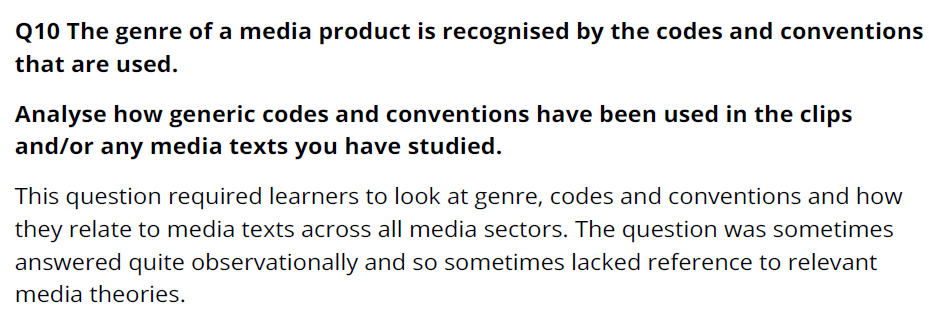 Q10 The genre of a media product is recognised by the codes and conventions
that are used.
Analyse how generic codes and conventions have been used in the clips
and/or any media texts you have studied.
This question required learners to look at genre, codes and conventions and how
they relate to media texts across all media sectors. The question was sometimes
answered quite observationally and so sometimes lacked reference to relevant
media theories.